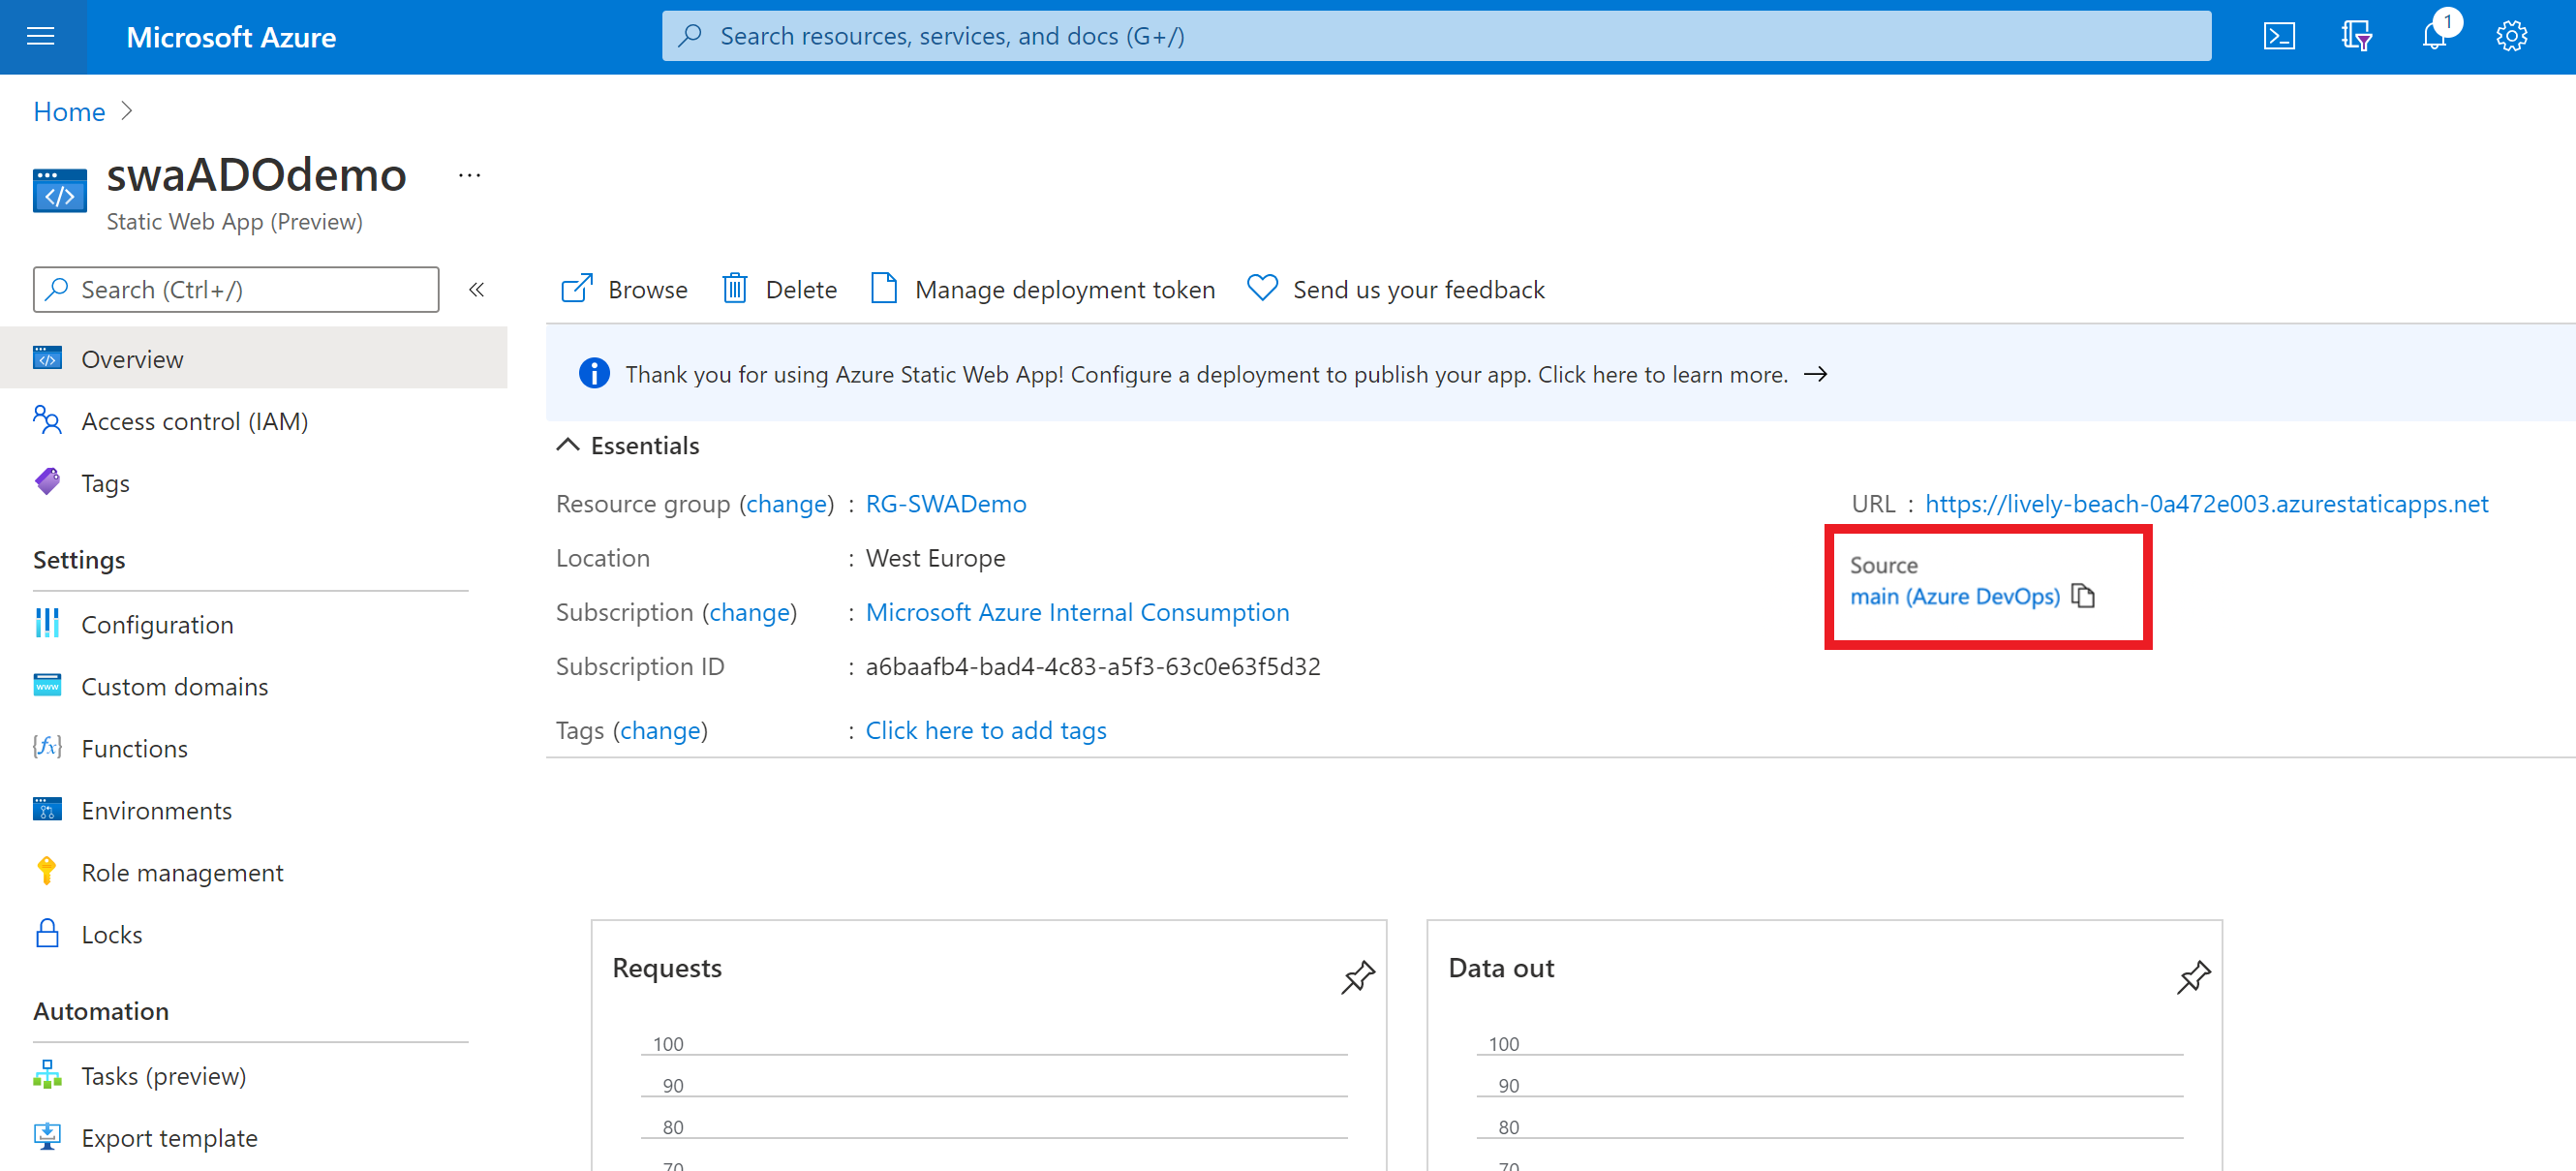 Microsoft Azure
Search resources, services, and docs (G+/)
1
Home
swaADOdemo
...
Static Web App (Preview)
Search (Ctrl+/)
«
Browse
Delete
Manage deployment token
Send us your feedback
Overview
Thank you for using Azure Static Web App! Configure a deployment to publish your app. Click here to learn more. →
Access control (IAM)
Tags
Essentials
Resource group (change) : RG-SWADemo
URL : https://lively-beach-0a472e003.azurestaticapps.net
Location : West Europe
Source
main (Azure DevOps)
Subscription (change) : Microsoft Azure Internal Consumption
Subscription ID : a6baafb4-bad4-4c83-a5f3-63c0e63f5d32
Tags (change) : Click here to add tags
Settings
Configuration
Custom domains
Functions
Environments
Role management
Locks
Automation
Tasks (preview)
Export template
Requests
100
90
80
70
Data out
100
90
80
70